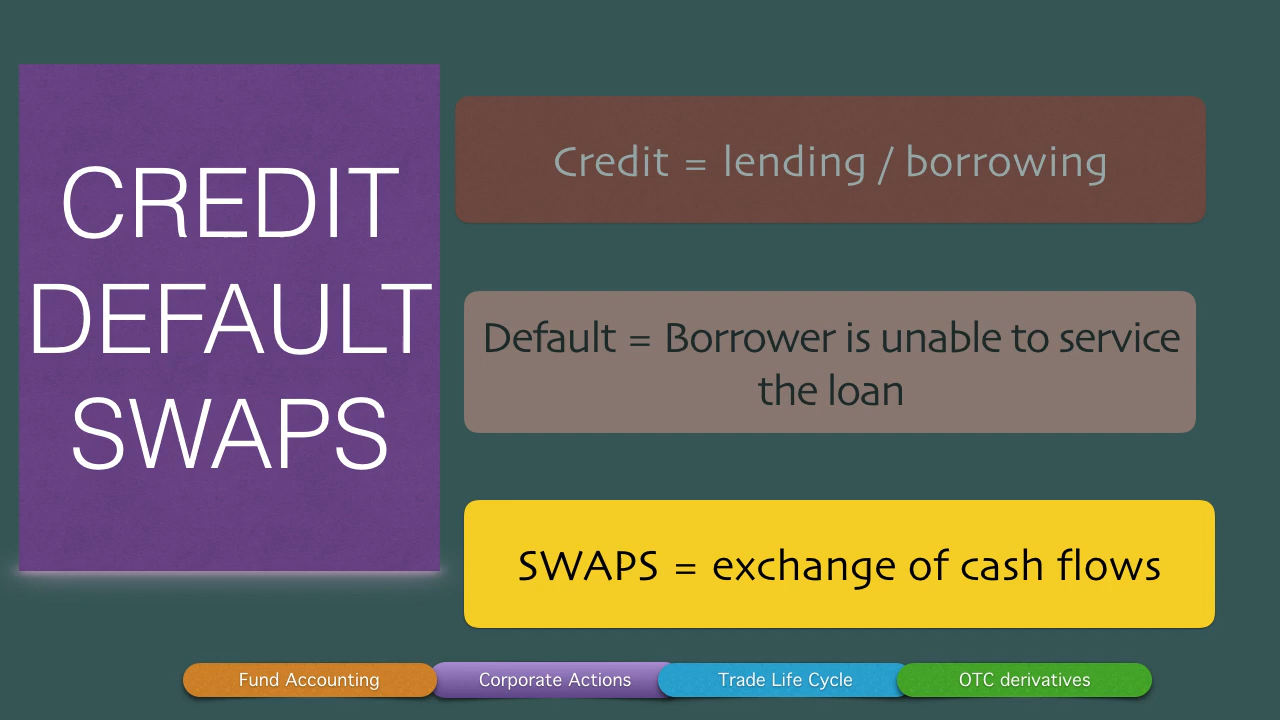 CREDIT
DEFAULT
SWAPS
Credit = lending / borrowing
Default = Borrower is unable to service
the loan
SWAPS = exchange of cash flows
Fund Accounting
Corporate Actions
Trade Life Cycle
OTC derivatives